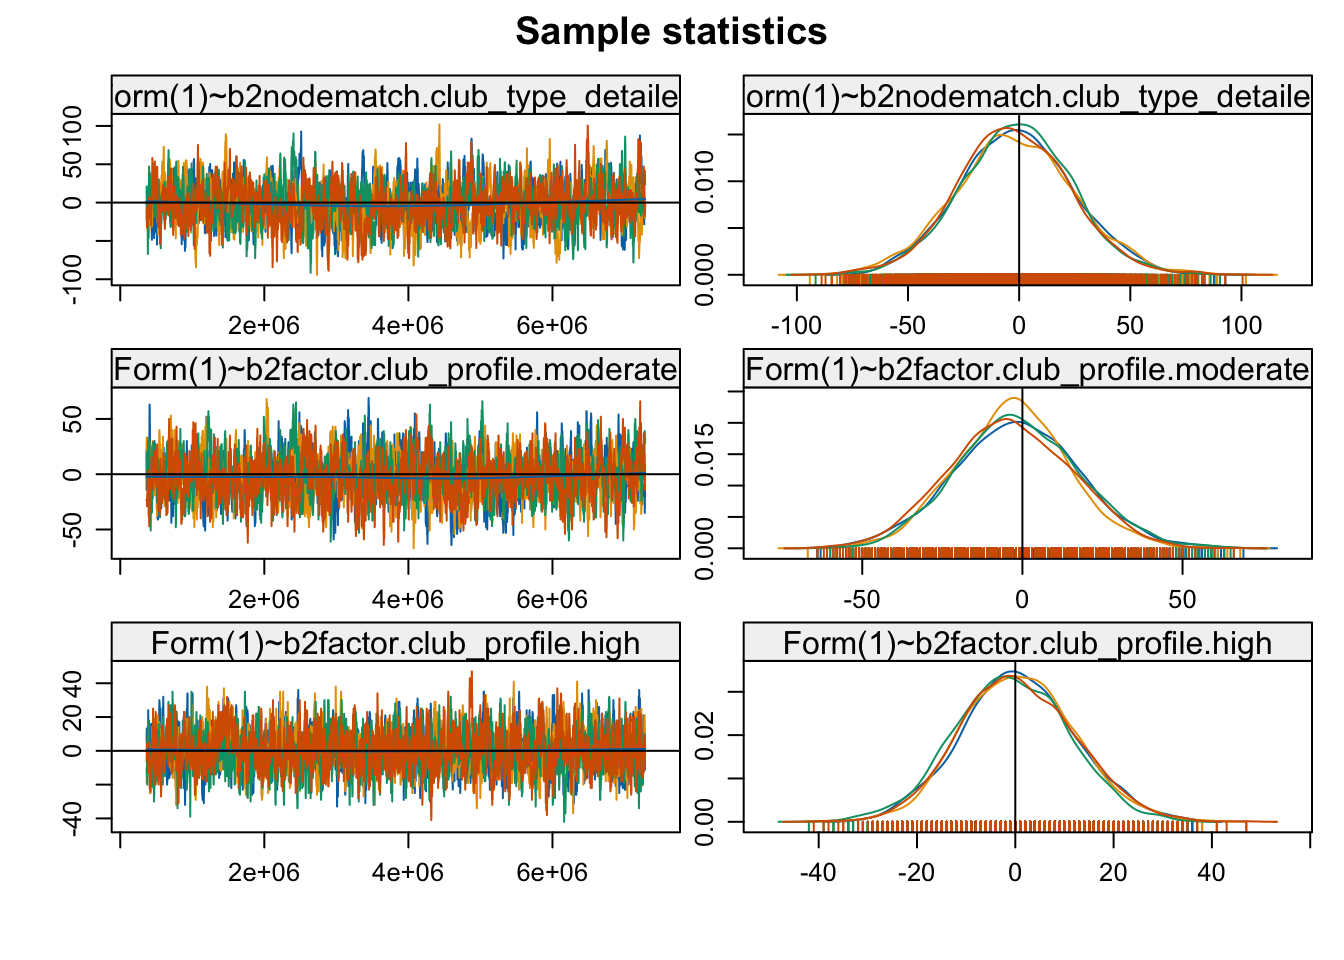 Sample statistics
orm(1)~b2nodematch.club_type_detaile
orm(1)~b2nodematch.club_type_detaile
-100 0 50 100
0.000 0.010
2e+06 4e+06 6e+06
-100 -50 0 50 100
Form(1)~b2factor.club_profile.moderate
Form(1)~b2factor.club_profile.moderate
-50 0 50
0.000 0.015
2e+06 4e+06 6e+06
-50 0 50
Form(1)~b2factor.club_profile.high
Form(1)~b2factor.club_profile.high
-40 0 20 40
0.00 0.02
2e+06 4e+06 6e+06
-40 -20 0 20 40